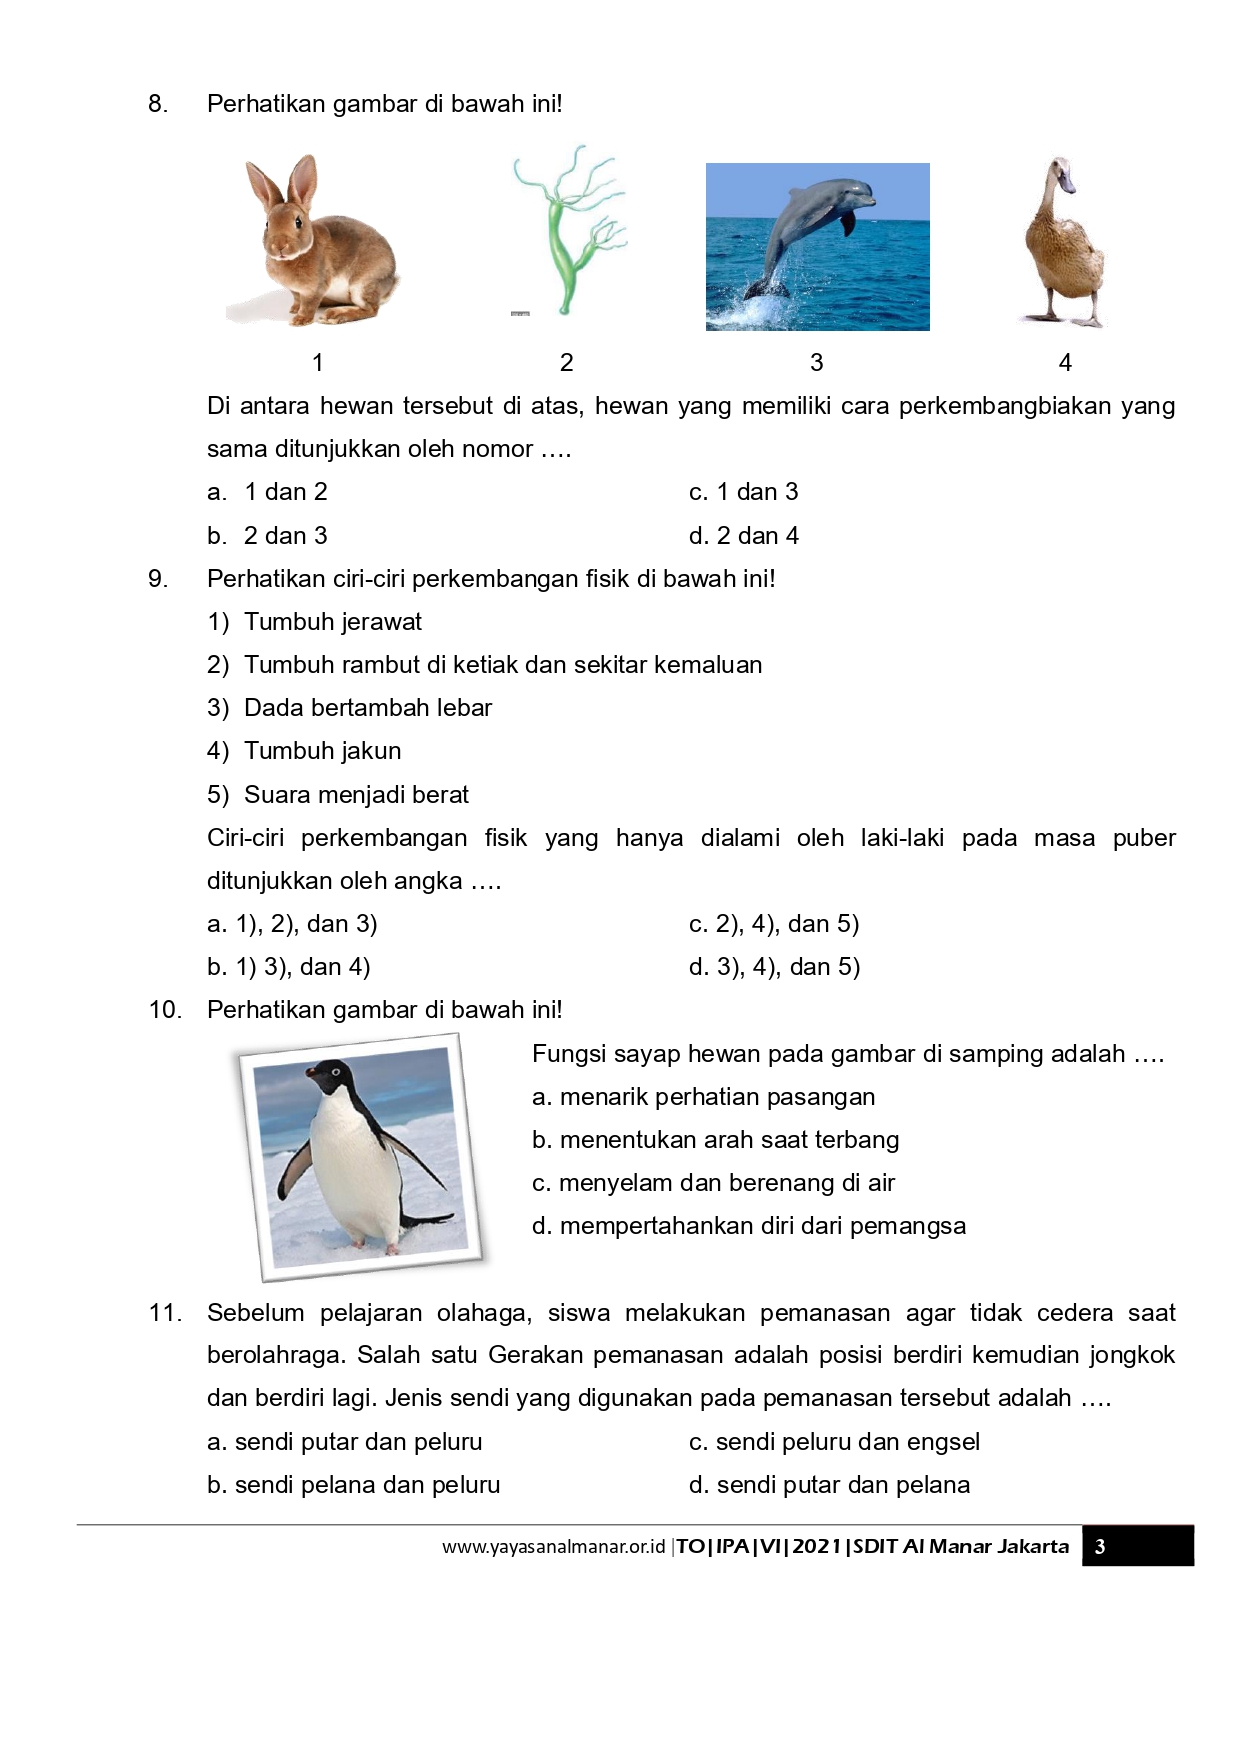 8. Perhatikan gambar di bawah ini!
1 2 3 4
Di antara hewan tersebut di atas, hewan yang memiliki cara perkembangbiakan yang
sama ditunjukkan oleh nomor ….
a. 1 dan 2 c. 1 dan 3
b. 2 dan 3 d. 2 dan 4
9. Perhatikan ciri-ciri perkembangan fisik di bawah ini!
1) Tumbuh jerawat
2) Tumbuh rambut di ketiak dan sekitar kemaluan
3) Dada bertambah lebar
4) Tumbuh jakun
5) Suara menjadi berat
Ciri-ciri perkembangan fisik yang hanya dialami oleh laki-laki pada masa puber
ditunjukkan oleh angka ….
a. 1), 2), dan 3) c. 2), 4), dan 5)
b. 1) 3), dan 4) d. 3), 4), dan 5)
10. Perhatikan gambar di bawah ini!
Fungsi sayap hewan pada gambar di samping adalah ….
a. menarik perhatian pasangan
b. menentukan arah saat terbang
c. menyelam dan berenang di air
d. mempertahankan diri dari pemangsa
11. Sebelum pelajaran olahaga, siswa melakukan pemanasan agar tidak cedera saat
berolahraga. Salah satu Gerakan pemanasan adalah posisi berdiri kemudian jongkok
dan berdiri lagi. Jenis sendi yang digunakan pada pemanasan tersebut adalah ….
a. sendi putar dan peluru c. sendi peluru dan engsel
b. sendi pelana dan peluru d. sendi putar dan pelana
www.yayasanalmanar.or.id |TO|IPA|VI|2021|SDIT Al Manar Jakarta 3